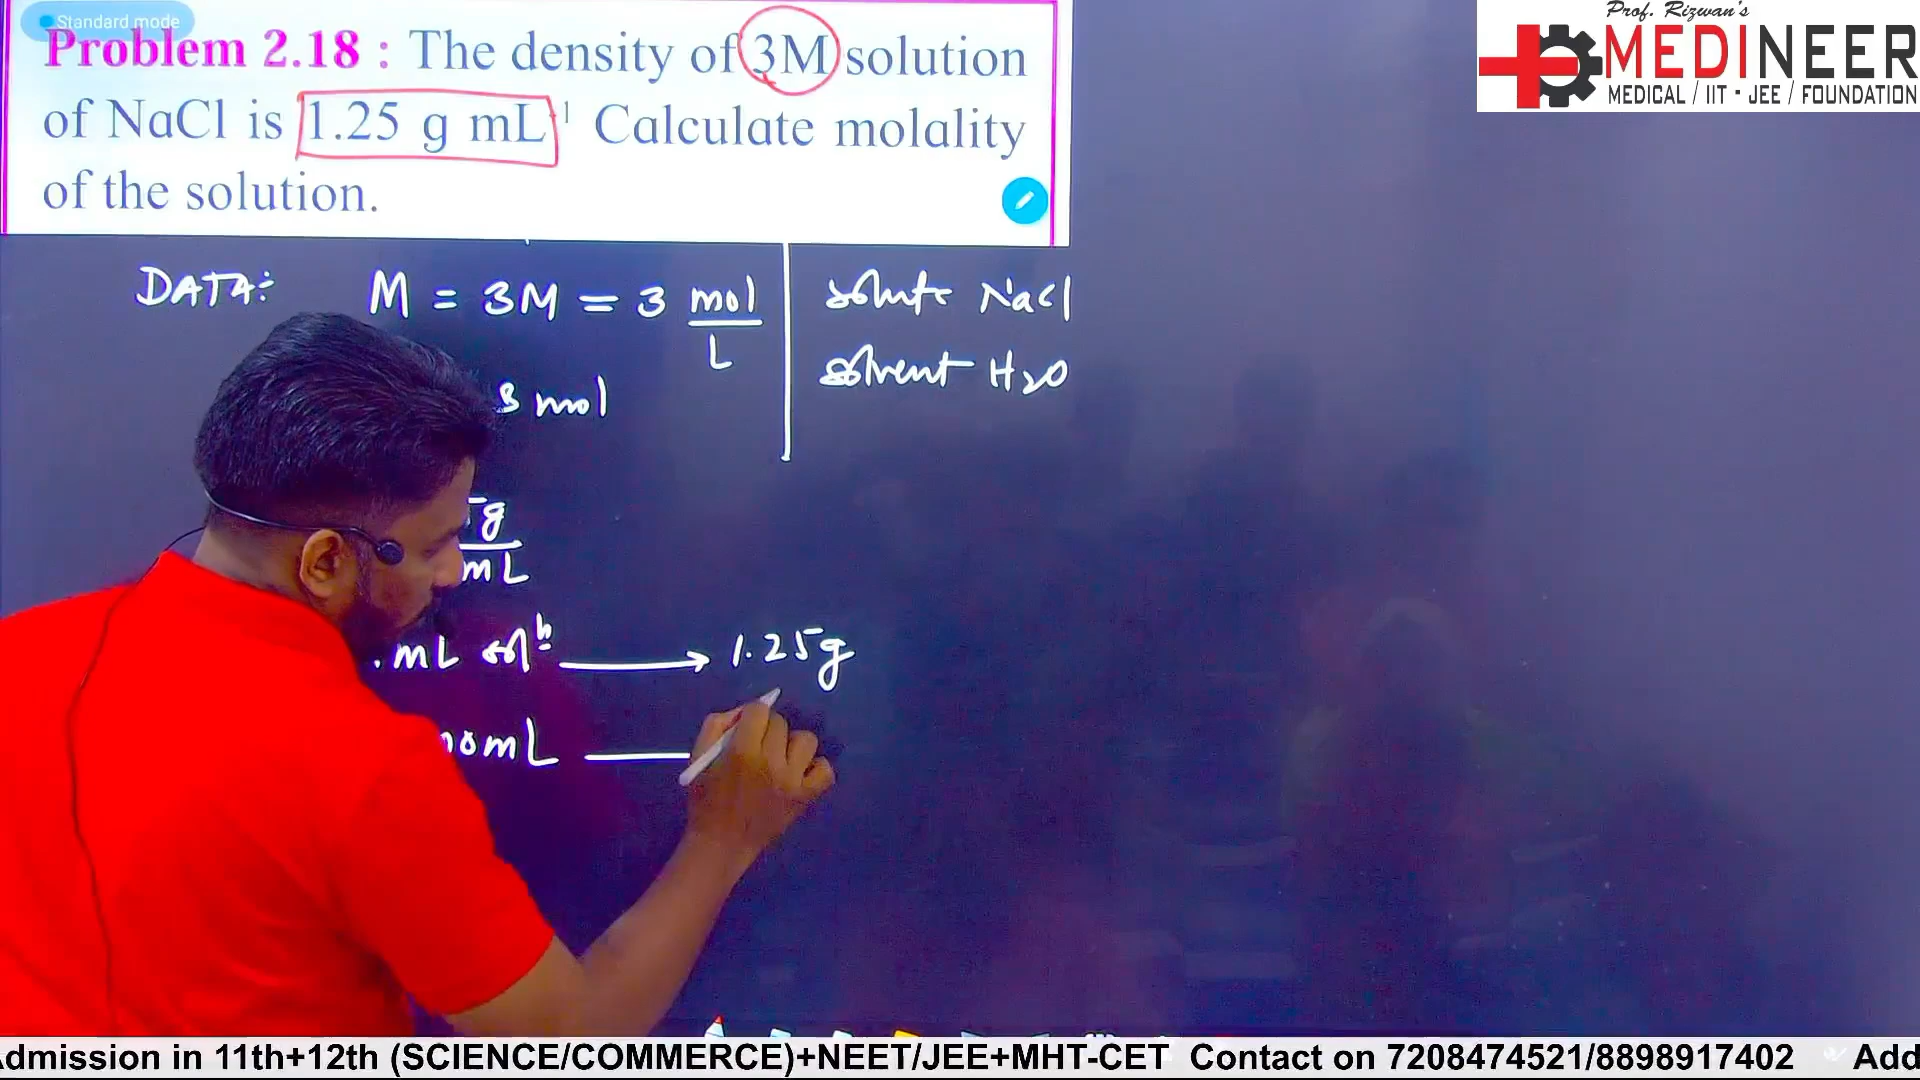 Standard mode
Problem 2.18 : The density of 3M solution
of NaCl is 1.25 g mL⁻¹ Calculate molality
of the solution.
Prof. Rizwan's
MEDINEER
MEDICAL / IIT - JEE / FOUNDATION
DATA:- M = 3M = 3 mol
L
solute NaCl
solvent H2O
3 mol
5g
mL
mL solⁿ → 1.25g
00mL
dmission in 11th+12th (SCIENCE/COMMERCE)+NEET/JEE+MHT-CET Contact on 7208474521/8898917402 Add